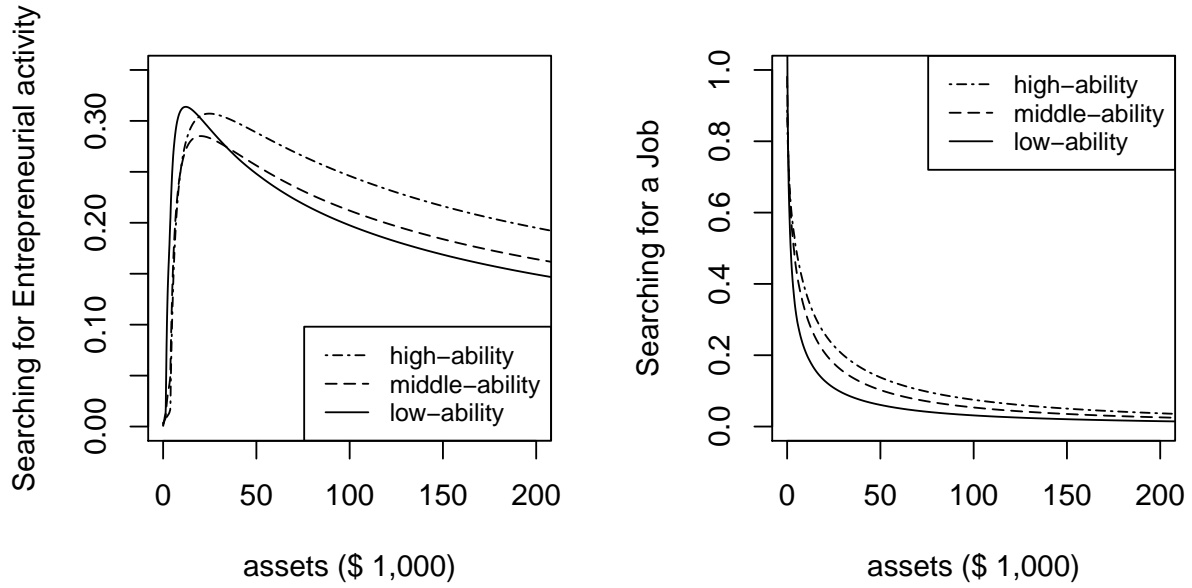 Searching for Entrepreneurial activity
0.00 0.10 0.20 0.30
high−ability
middle−ability
low−ability
0 50 100 150 200
assets ($ 1,000)
Searching for a Job
0.0 0.2 0.4 0.6 0.8 1.0
high−ability
middle−ability
low−ability
0 50 100 150 200
assets ($ 1,000)